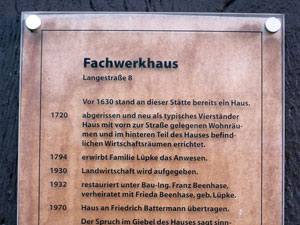 Fachwerkhaus
Langestraße 8
Vor 1630 stand an dieser Stätte bereits ein Haus.
1720 abgerissen und neu als typisches Vierständer
Haus mit vorn zur Straße gelegenen Wohnräu-
men und im hinteren Teil des Hauses befind-
lichen Wirtschaftsräumen errichtet.
1794 erwirbt Familie Lüpke das Anwesen.
1930 Landwirtschaft wird aufgegeben.
1932 restauriert unter Bau-Ing. Franz Beenhase,
verheiratet mit Frieda Beenhase, geb. Lüpke.
1970 Haus an Friedrich Battermann übertragen.
Der Spruch im Giebel des Hauses sagt sinn-